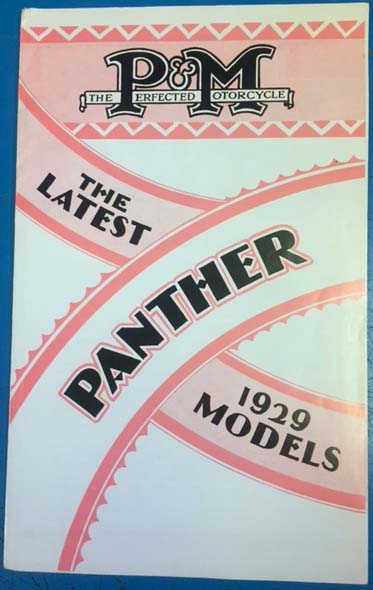 P&M
THE PERFECTED MOTORCYCLE
THE
LATEST
PANTHER
1929
MODELS